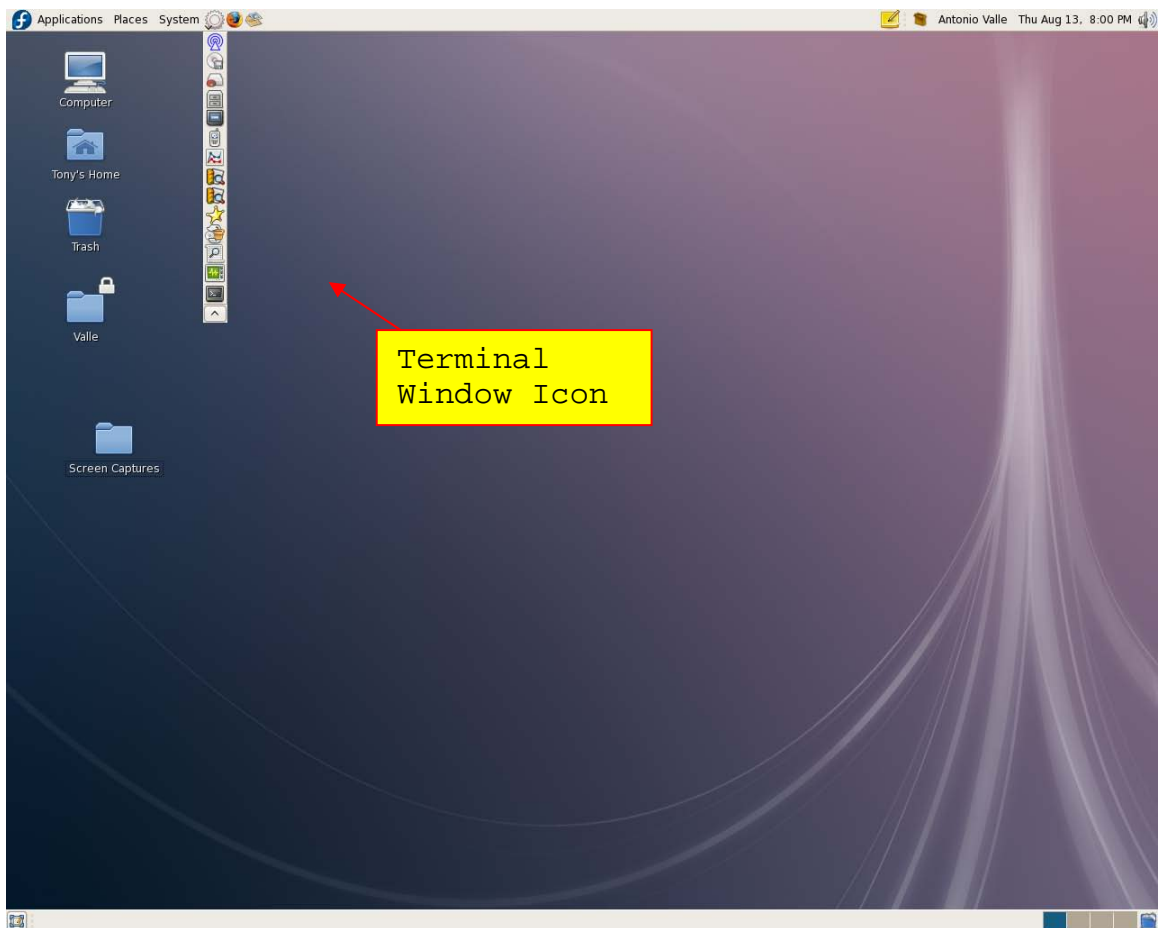 Applications Places System Antonio Valle Thu Aug 13, 8:00 PM
Computer
Tony's Home
Trash
Valle
Terminal
Window Icon
Screen Captures